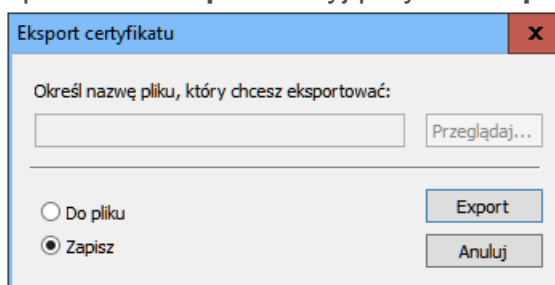 Eksport certyfikatu
x
Określ nazwę pliku, który chcesz eksportować:
Przeglądaj...
Do pliku
Export
Zapisz
Anuluj